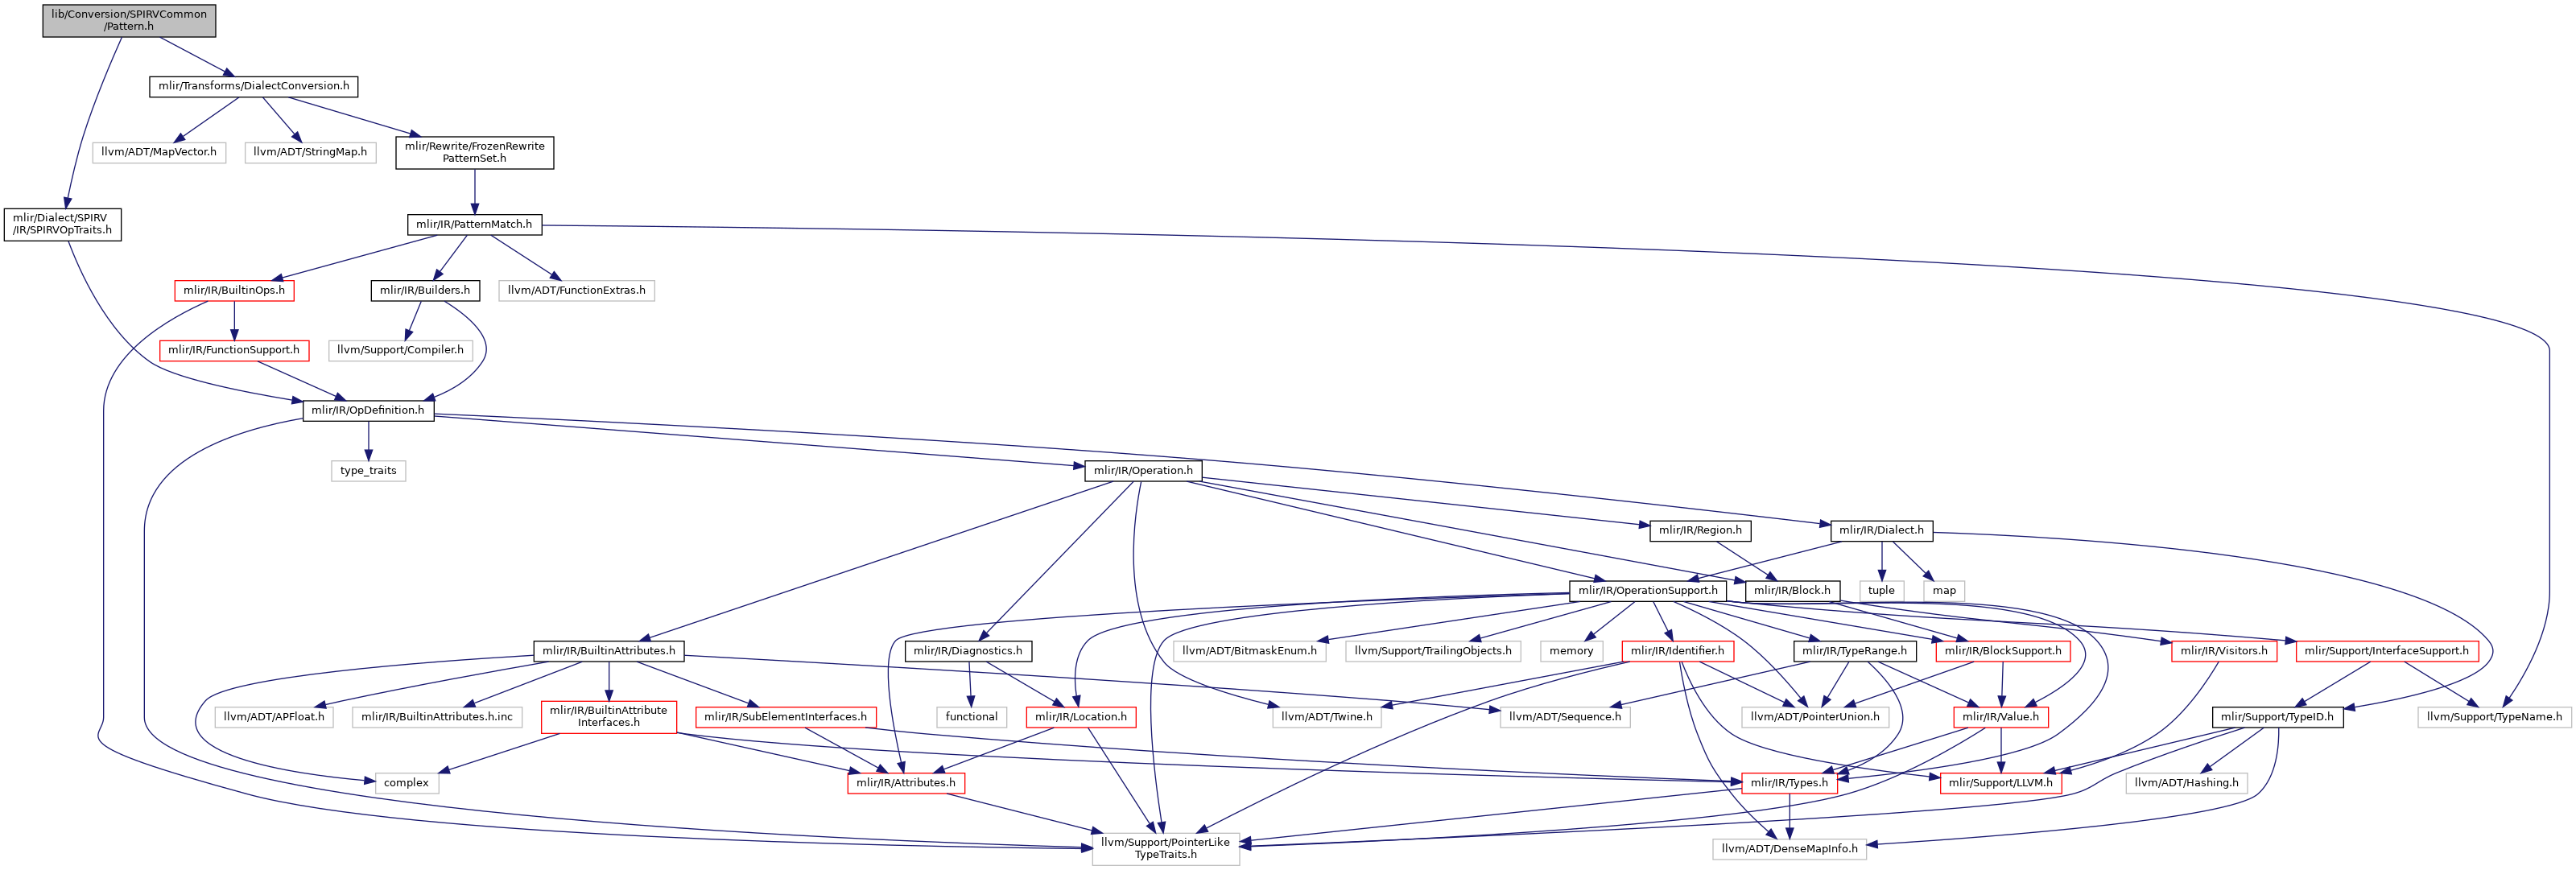 lib/Conversion/SPIRVCommon
/Pattern.h
mlir/Transforms/DialectConversion.h
llvm/ADT/MapVector.h
llvm/ADT/StringMap.h
mlir/Rewrite/FrozenRewrite
PatternSet.h
mlir/Dialect/SPIRV
/IR/SPIRVOpTraits.h
mlir/IR/PatternMatch.h
mlir/IR/BuiltinOps.h
mlir/IR/Builders.h
llvm/ADT/FunctionExtras.h
mlir/IR/FunctionSupport.h
llvm/Support/Compiler.h
mlir/IR/OpDefinition.h
type_traits
mlir/IR/Operation.h
mlir/IR/Region.h
mlir/IR/Dialect.h
mlir/IR/OperationSupport.h
mlir/IR/Block.h
tuple
map
mlir/IR/BuiltinAttributes.h
mlir/IR/Diagnostics.h
llvm/ADT/BitmaskEnum.h
llvm/Support/TrailingObjects.h
memory
mlir/IR/Identifier.h
mlir/IR/TypeRange.h
mlir/IR/BlockSupport.h
mlir/IR/Visitors.h
mlir/Support/InterfaceSupport.h
llvm/ADT/APFloat.h
mlir/IR/BuiltinAttributes.h.inc
mlir/IR/BuiltinAttribute
Interfaces.h
mlir/IR/SubElementInterfaces.h
functional
mlir/IR/Location.h
llvm/ADT/Twine.h
llvm/ADT/Sequence.h
llvm/ADT/PointerUnion.h
mlir/IR/Value.h
mlir/Support/TypeID.h
llvm/Support/TypeName.h
complex
mlir/IR/Attributes.h
mlir/IR/Types.h
mlir/Support/LLVM.h
llvm/ADT/Hashing.h
llvm/Support/PointerLike
TypeTraits.h
llvm/ADT/DenseMapInfo.h